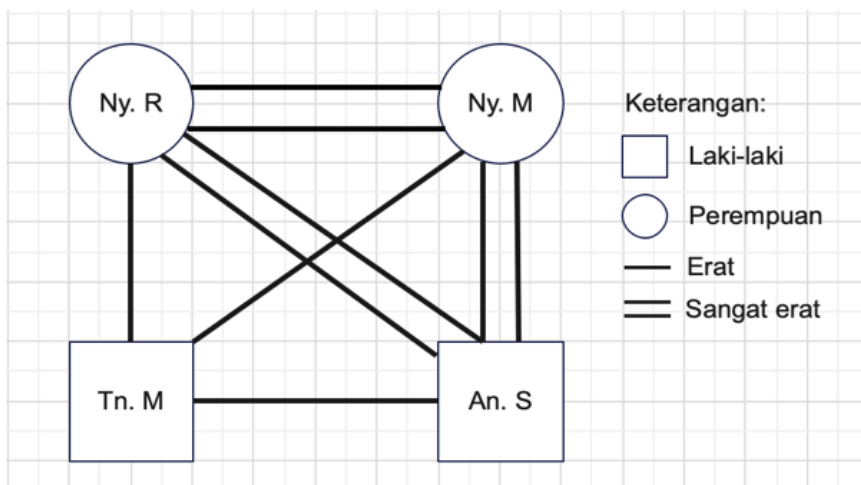 Ny. R
Ny. M
Keterangan:
Laki-laki
Perempuan
Erat
Sangat erat
Tn. M
An. S